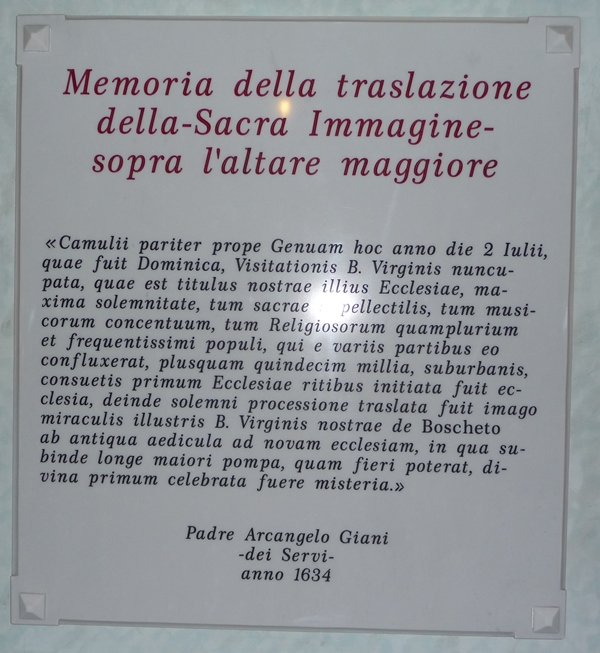 Memoria della traslazione
della-Sacra Immagine-
sopra l'altare maggiore
«Camulii pariter prope Genuam hoc anno die 2 Iulii,
quae fuit Dominica, Visitationis B. Virginis nuncu-
pata, quae est titulus nostrae illius Ecclesiae, ma-
xima solemnitate, tum sacrae pellectilis, tum musi-
corum concentuum, tum Religiosorum quamplurium
et frequentissimi populi, qui e variis partibus eo
confluxerat, plusquam quindecim millia, suburbanis,
consuetis primum Ecclesiae ritibus initiata fuit ec-
clesia, deinde solemni processione traslata fuit imago
miraculis illustris B. Virginis nostrae de Boscheto
ab antiqua aedicula ad novam ecclesiam, in qua su-
binde longe maiori pompa, quam fieri poterat, di-
vina primum celebrata fuere misteria.»
Padre Arcangelo Giani
-dei Servi-
anno 1634